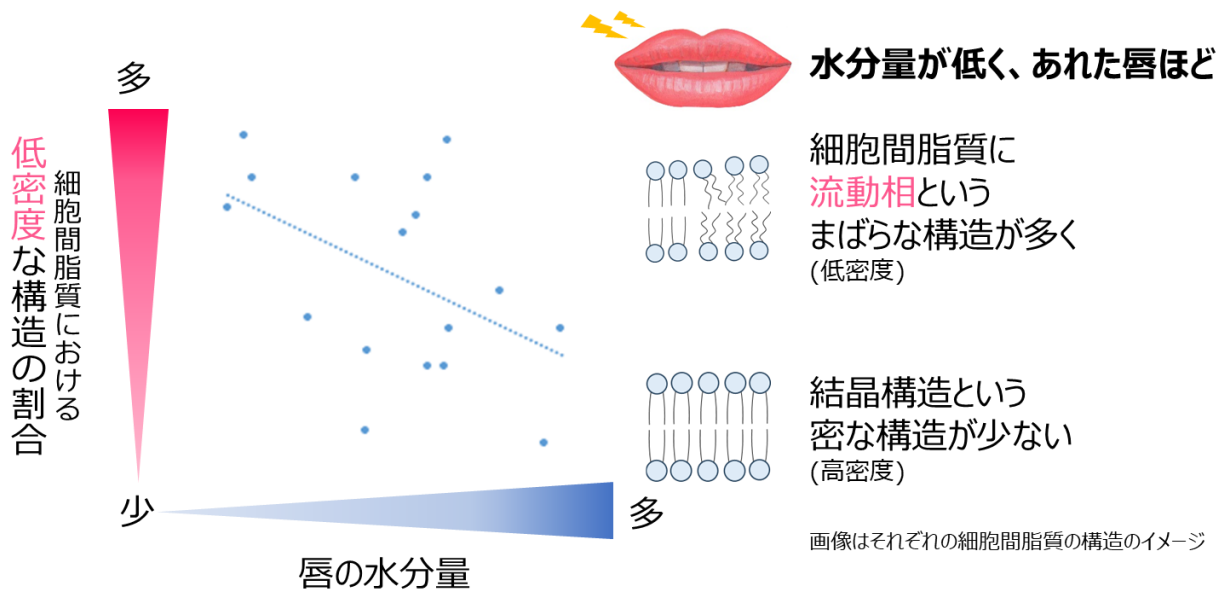 多
細胞間脂質における
低密度な構造の割合
少
多
唇の水分量
水分量が低く、あれた唇ほど
細胞間脂質に
流動相という
まばらな構造が多く
(低密度)
結晶構造という
密な構造が少ない
(高密度)
画像はそれぞれの細胞間脂質の構造のイメージ